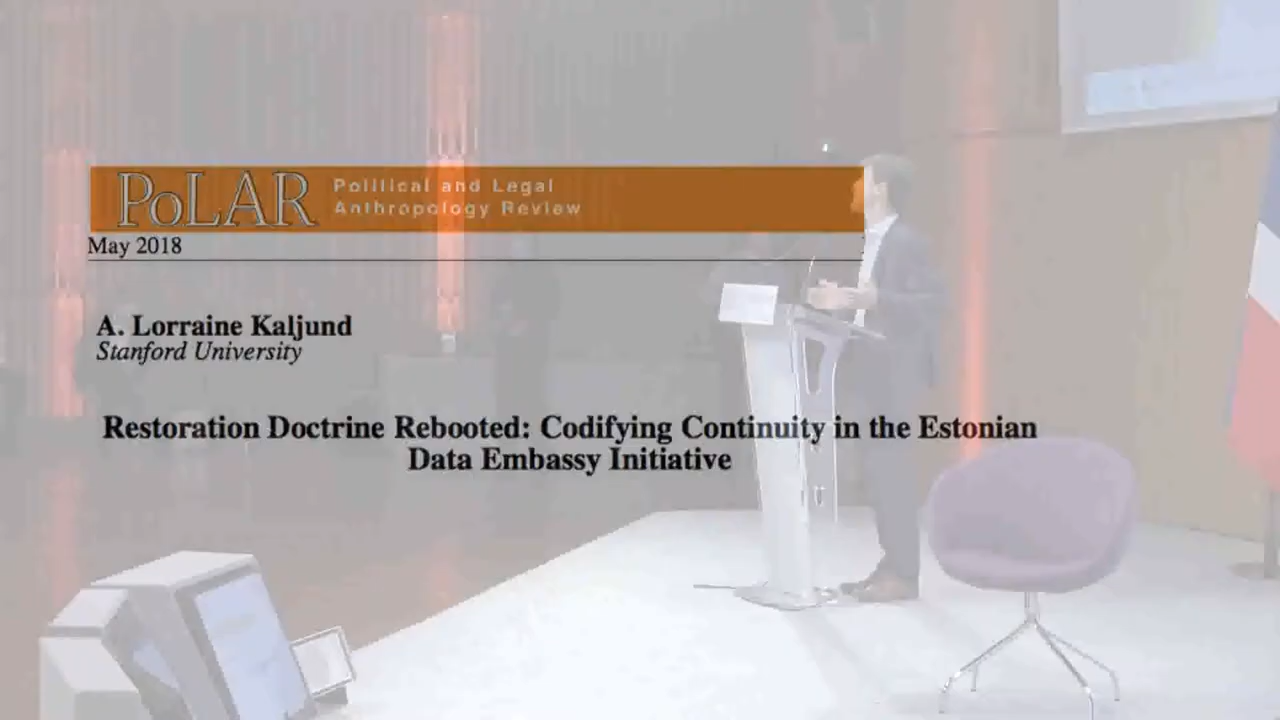 PoLAR
Political and Legal
Anthropology Review
May 2018
A. Lorraine Kaljund
Stanford University
Restoration Doctrine Rebooted: Codifying Continuity in the Estonian
Data Embassy Initiative